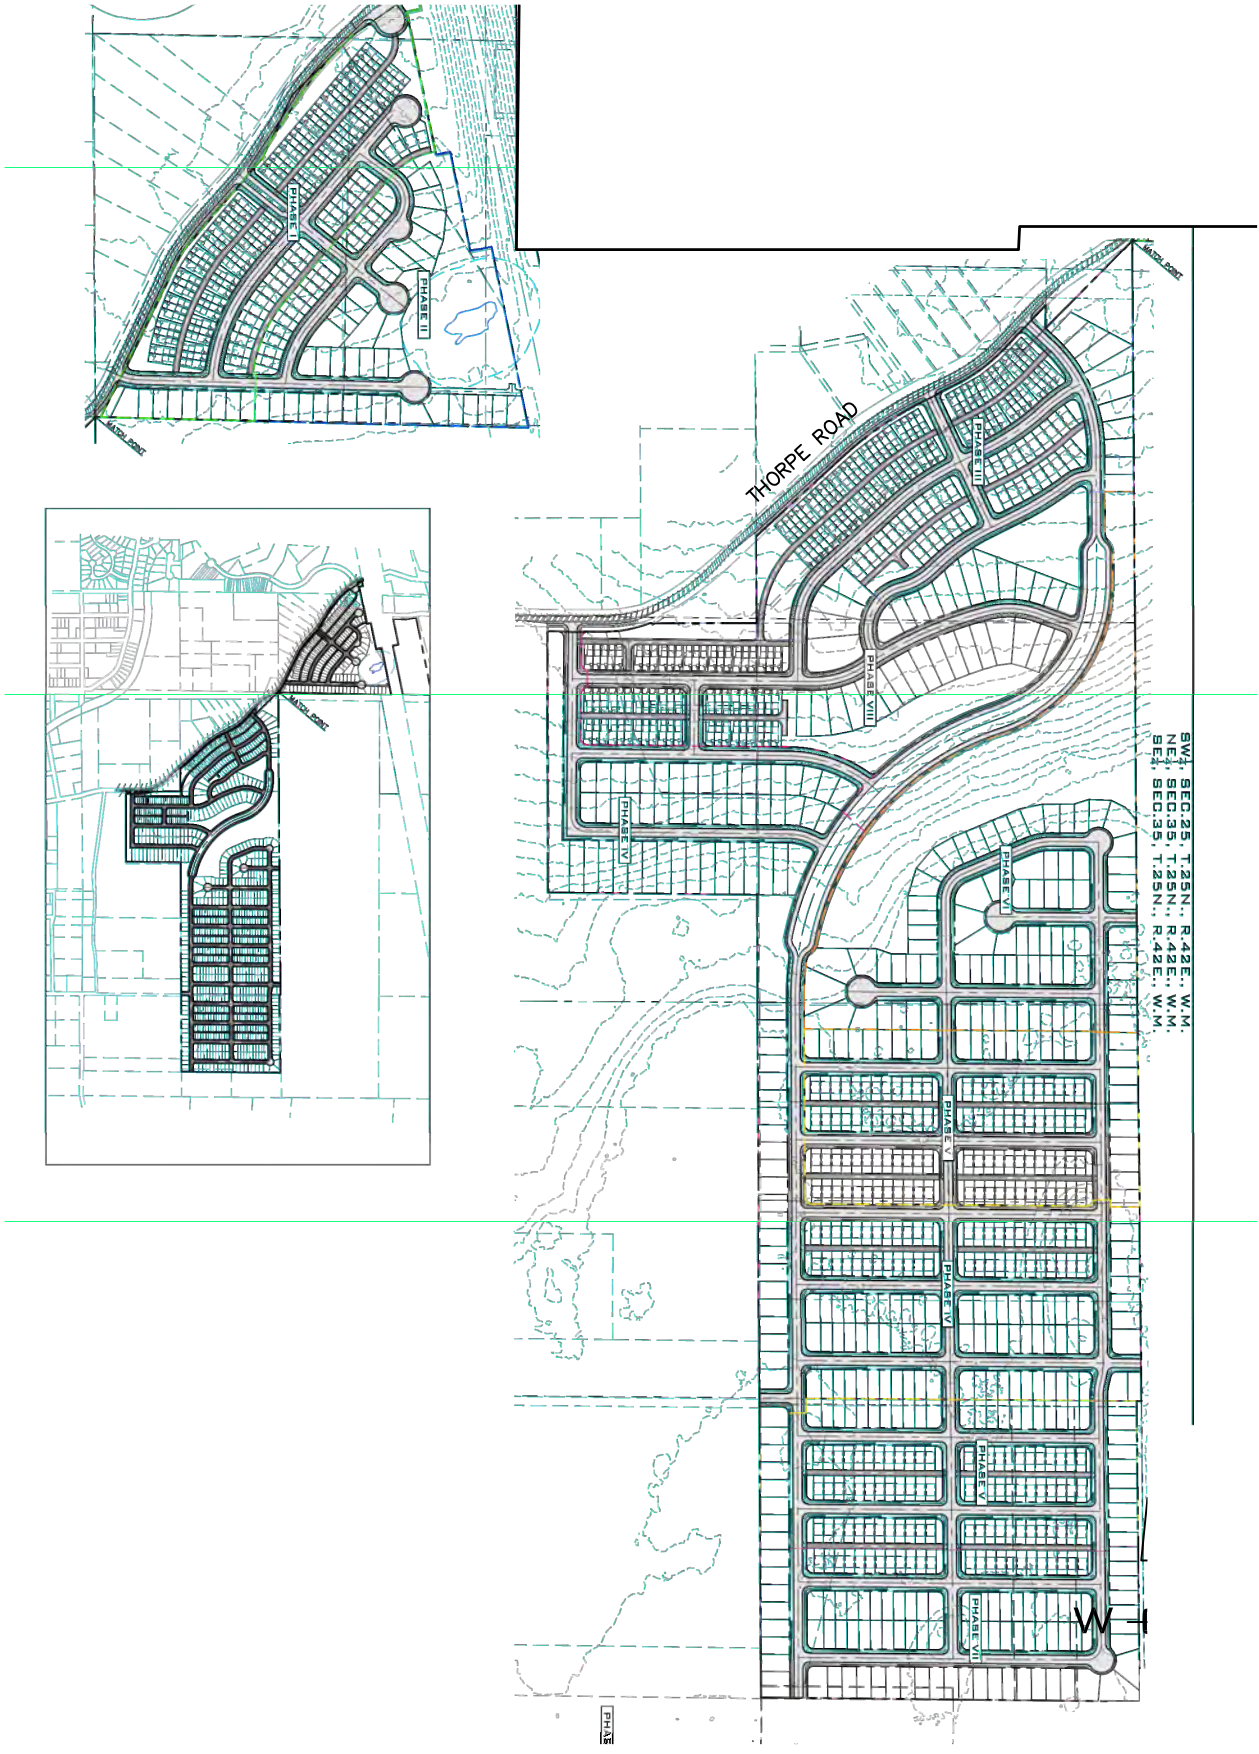 PHASE I
PHASE II
MATCH POINT
MATCH POINT
THORPE ROAD
PHASE III
PHASE VIII
MATCH POINT
SW¼, SEC.25, T.25N., R.42E., W.M.
NE¼, SEC.35, T.25N., R.42E., W.M.
SE¼, SEC.35, T.25N., R.42E., W.M.
PHASE IV
PHASE VI
PHASE V
PHASE IV
PHASE V
PHASE VII
W
PHAS